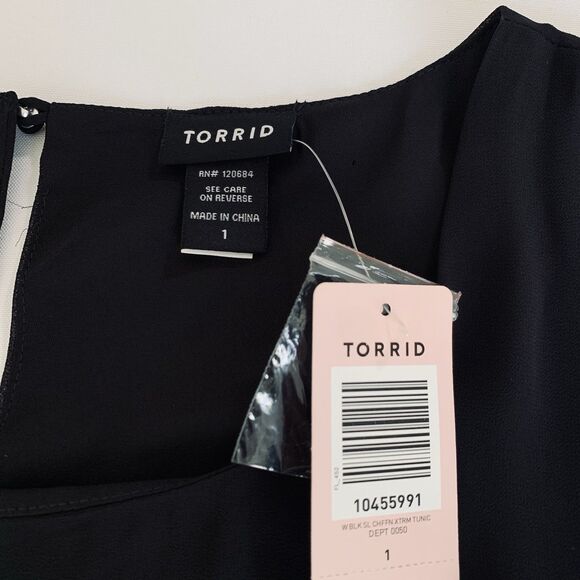 TORRID
RN# 120684
SEE CARE
ON REVERSE
MADE IN CHINA
1
TORRID
FL_652
10455991
W BLK SL CHFFN XTRM TUNIC
DEPT 0050
1